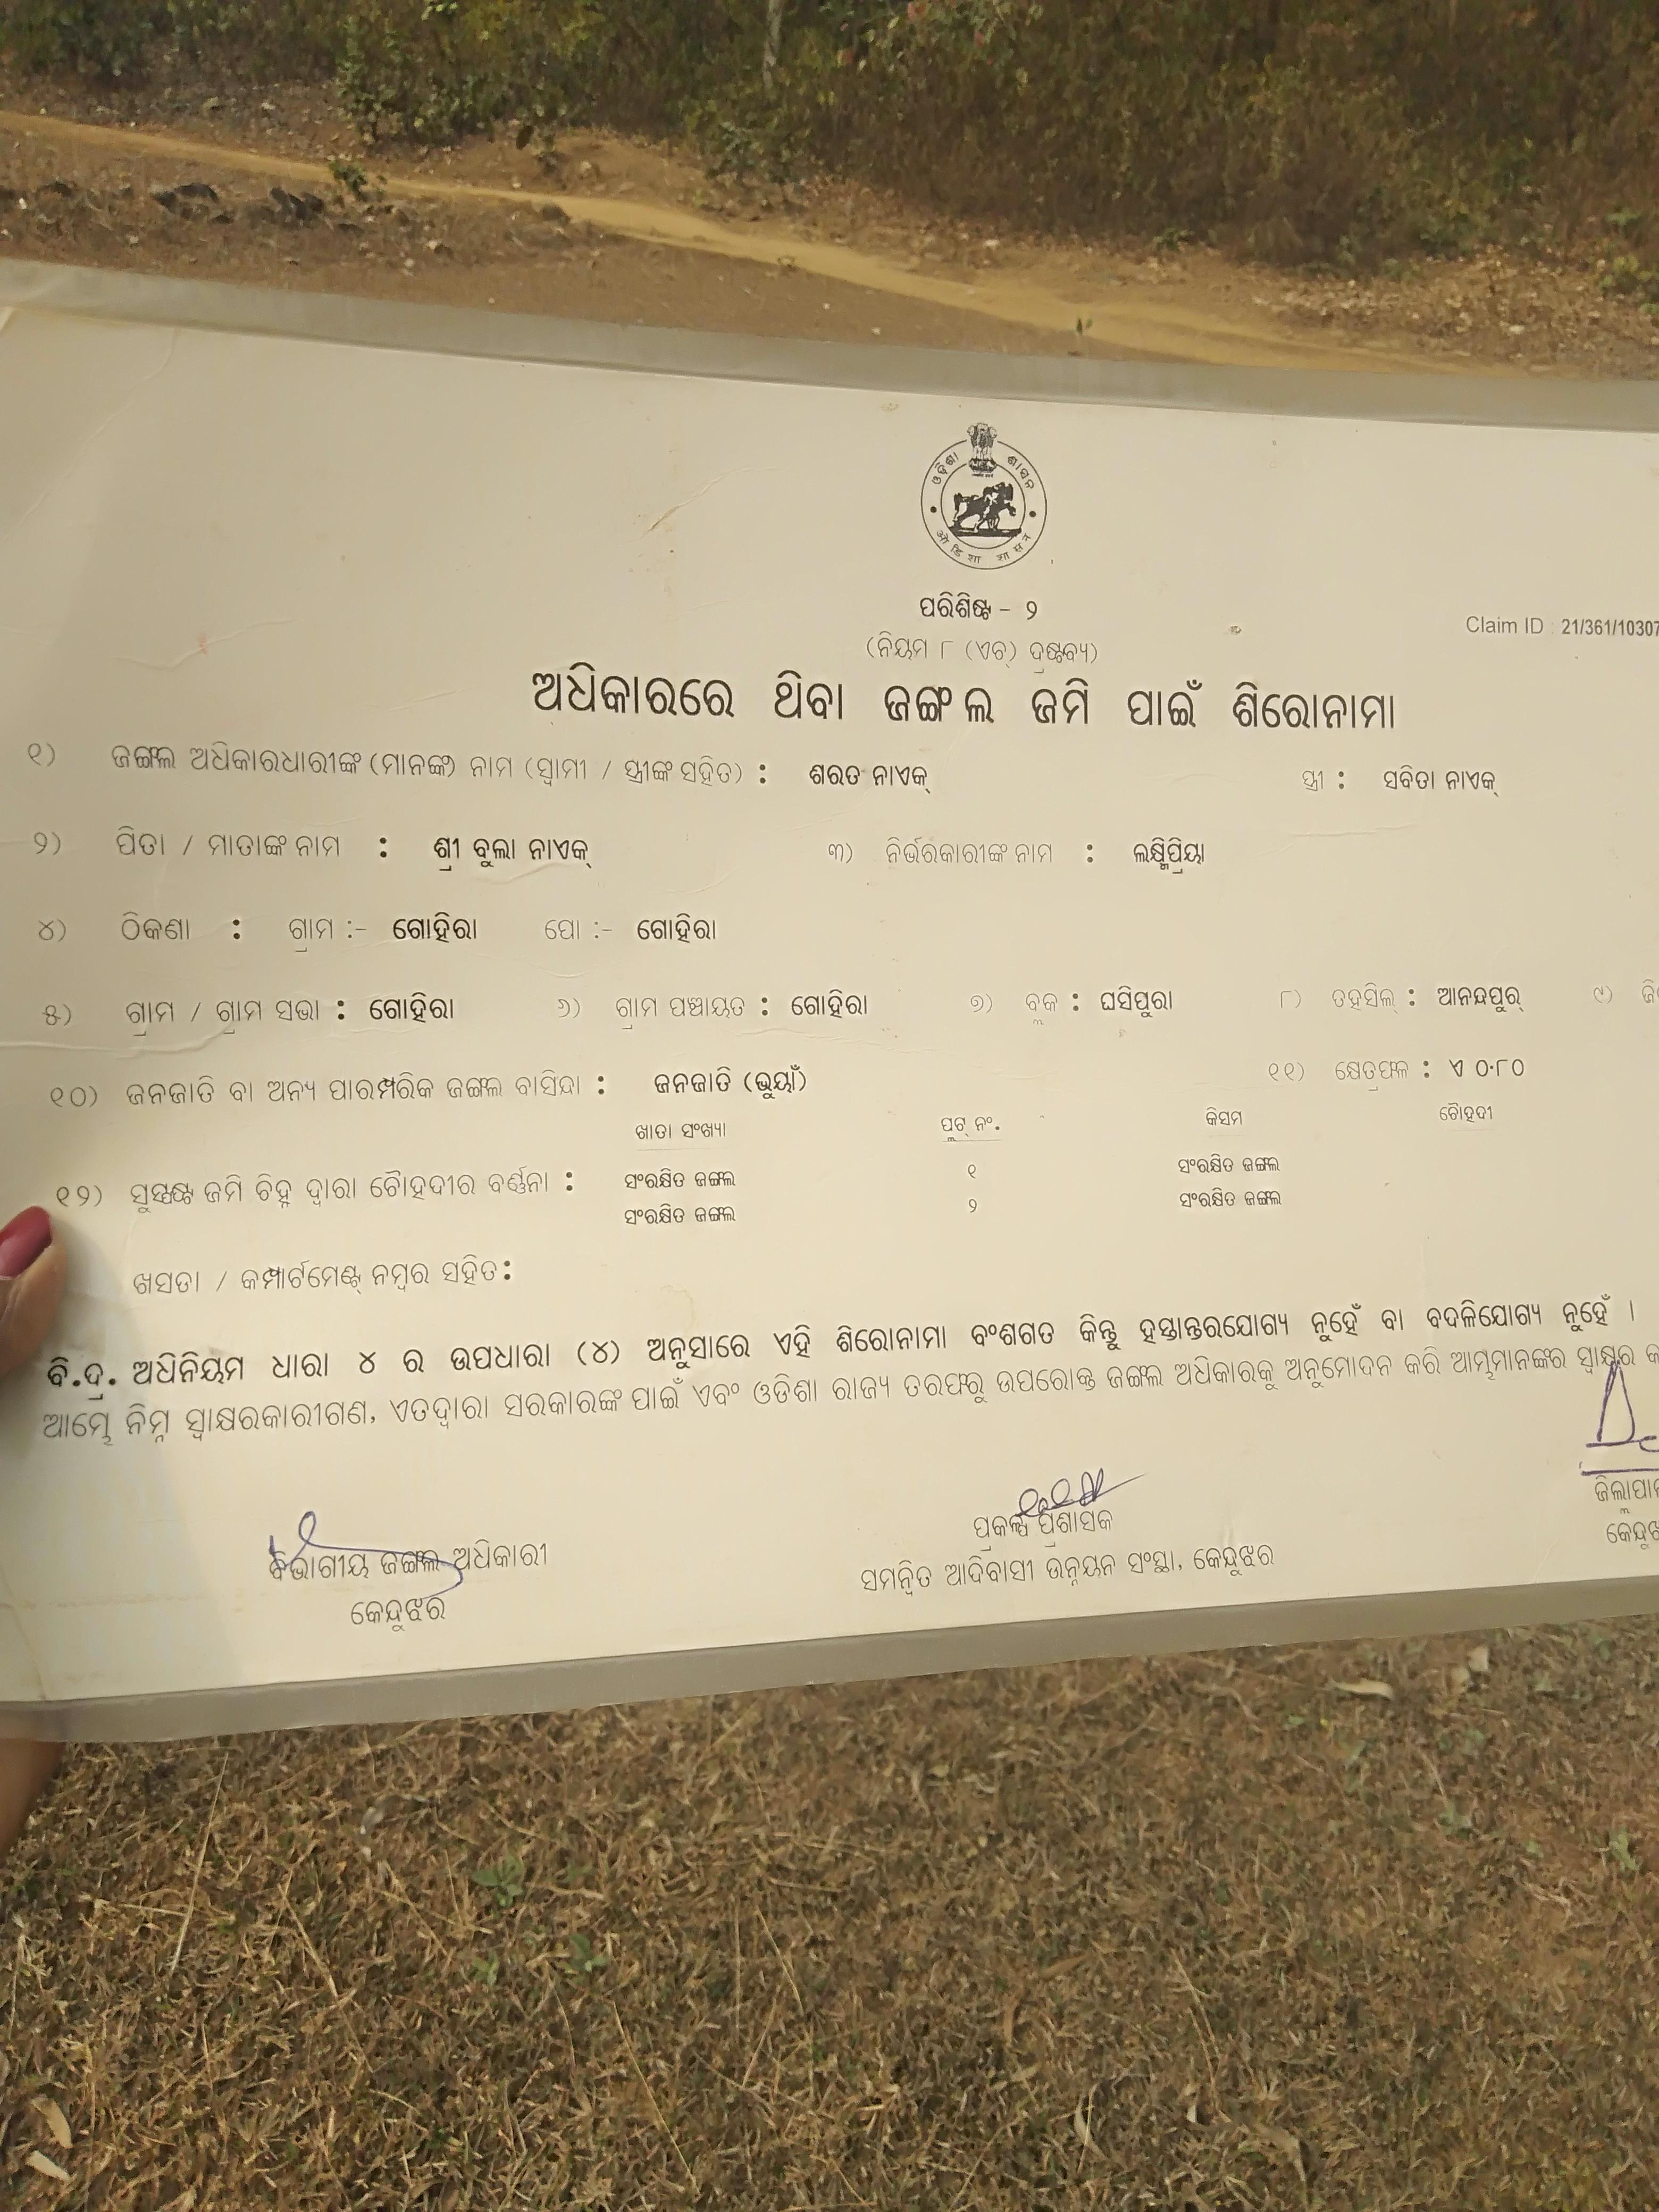 ଓଡ଼ିଶା ଶାସନ
ओडिशा शासन
ପରିଶିଷ୍ଟ - ୨
Claim ID : 21/361/10307
(ନିୟମ ୮ (ଏଚ୍) ଦ୍ରଷ୍ଟବ୍ୟ)
ଅଧିକାରରେ ଥିବା ଜଙ୍ଗଲ ଜମି ପାଇଁ ଶିରୋନାମା
୧) ଜଙ୍ଗଲ ଅଧିକାରଧାରୀଙ୍କ (ମାନଙ୍କ) ନାମ (ସ୍ୱାମୀ / ସ୍ତ୍ରୀଙ୍କ ସହିତ) : ଶରତ ନାଏକ୍ ସ୍ତ୍ରୀ : ସବିତା ନାଏକ୍
୨) ପିତା / ମାତାଙ୍କ ନାମ : ଶ୍ରୀ ବୁଲା ନାଏକ୍ ୩) ନିର୍ଭରକାରୀଙ୍କ ନାମ : ଲକ୍ଷ୍ମିପ୍ରିୟା
୪) ଠିକଣା : ଗ୍ରାମ :- ଗୋହିରା ପୋ :- ଗୋହିରା
୫) ଗ୍ରାମ / ଗ୍ରାମ ସଭା : ଗୋହିରା ୬) ଗ୍ରାମ ପଞ୍ଚାୟତ : ଗୋହିରା ୭) ବ୍ଲକ : ଘସିପୁରା ୮) ତହସିଲ୍ : ଆନନ୍ଦପୁର୍ ୯)
୧୦) ଜନଜାତି ବା ଅନ୍ୟ ପାରମ୍ପରିକ ଜଙ୍ଗଲ ବାସିନ୍ଦା : ଜନଜାତି (ଭୁୟାଁ) ୧୧) କ୍ଷେତ୍ରଫଳ : ଏ ୦.୮୦
ଖାତା ସଂଖ୍ୟା ପ୍ଲଟ୍ ନଂ. କିସମ ଚୌହଦୀ
୧୨) ସୁସ୍ପଷ୍ଟ ଜମି ଚିହ୍ନ ଦ୍ୱାରା ଚୌହଦୀର ବର୍ଣ୍ଣନା : ସଂରକ୍ଷିତ ଜଙ୍ଗଲ ୧ ସଂରକ୍ଷିତ ଜଙ୍ଗଲ
ସଂରକ୍ଷିତ ଜଙ୍ଗଲ ୨ ସଂରକ୍ଷିତ ଜଙ୍ଗଲ
ଖସଡା / କମ୍ପାର୍ଟମେଣ୍ଟ୍ ନମ୍ବର ସହିତ:
ବି.ଦ୍ର. ଅଧିନିୟମ ଧାରା ୪ ର ଉପଧାରା (୪) ଅନୁସାରେ ଏହି ଶିରୋନାମା ବଂଶଗତ କିନ୍ତୁ ହସ୍ତାନ୍ତରଯୋଗ୍ୟ ନୁହେଁ ବା ବଦଳିଯୋଗ୍ୟ ନୁହେଁ ।
ଆମ୍ଭେ ନିମ୍ନ ସ୍ୱାକ୍ଷରକାରୀଗଣ, ଏତଦ୍ୱାରା ସରକାରଙ୍କ ପାଇଁ ଏବଂ ଓଡିଶା ରାଜ୍ୟ ତରଫରୁ ଉପରୋକ୍ତ ଜଙ୍ଗଲ ଅଧିକାରକୁ ଅନୁମୋଦନ କରି ଆମ୍ଭମାନଙ୍କର ସ୍ୱାକ୍ଷର
ବିଭାଗୀୟ ଜଙ୍ଗଲ ଅଧିକାରୀ
କେନ୍ଦୁଝର
ପ୍ରକଳ୍ପ ପ୍ରଶାସକ
ସମନ୍ୱିତ ଆଦିବାସୀ ଉନ୍ନୟନ ସଂସ୍ଥା, କେନ୍ଦୁଝର